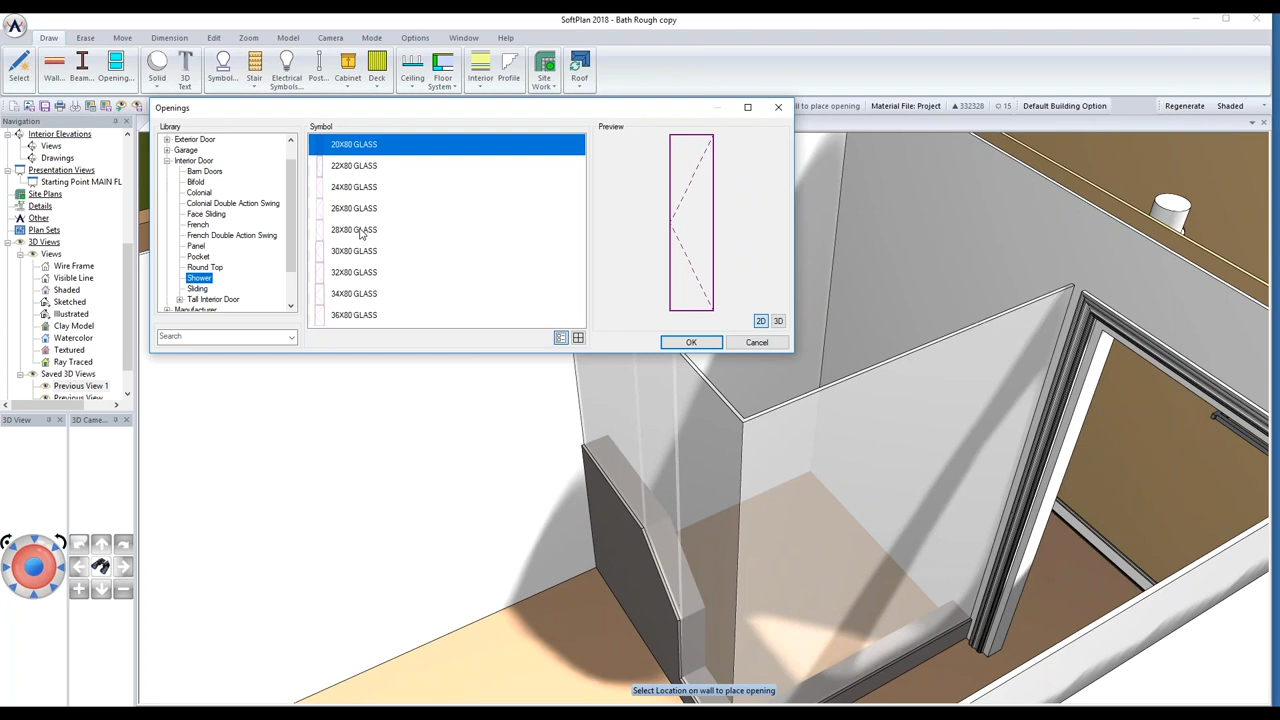 SoftPlan 2018 - Bath Rough copy
Draw Erase Move Dimension Edit Zoom Model Camera Mode Options Window Help
Select Wall... Beam... Opening... Solid 3D Text Symbol... Stair Electrical Symbols... Post... Cabinet Deck Ceiling Floor System Interior Profile Site Work Roof
l to place opening Material File: Project 332328 15 Default Building Option Regenerate Shaded
Navigation
Interior Elevations
Views
Drawings
Presentation Views
Starting Point MAIN FL
Site Plans
Details
Other
Plan Sets
3D Views
Views
Wire Frame
Visible Line
Shaded
Sketched
Illustrated
Clay Model
Watercolor
Textured
Ray Traced
Saved 3D Views
Previous View 1
3D View 3D Came...
Openings
Library Symbol Preview
Exterior Door
Garage
Interior Door
Barn Doors
Bifold
Colonial
Colonial Double Action Swing
Face Sliding
French
French Double Action Swing
Panel
Pocket
Round Top
Shower
Sliding
Tall Interior Door
Manufacturer
Search
20X80 GLASS
22X80 GLASS
24X80 GLASS
26X80 GLASS
28X80 GLASS
30X80 GLASS
32X80 GLASS
34X80 GLASS
36X80 GLASS
2D 3D
OK Cancel
Select Location on wall to place opening